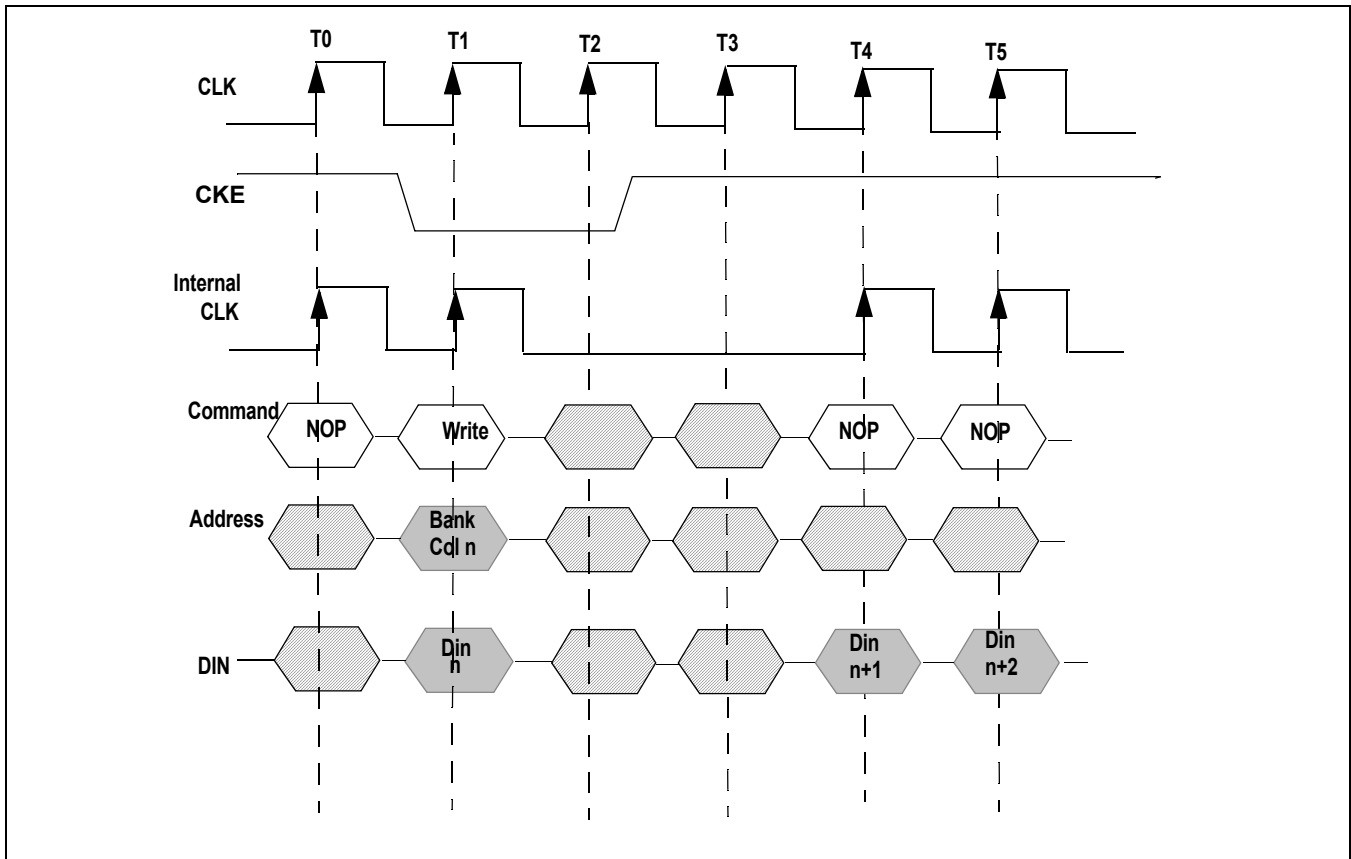 T0 T1 T2 T3 T4 T5
CLK
CKE
Internal
CLK
Command NOP Write NOP NOP
Address Bank
Col n
DIN Din
n Din
n+1 Din
n+2